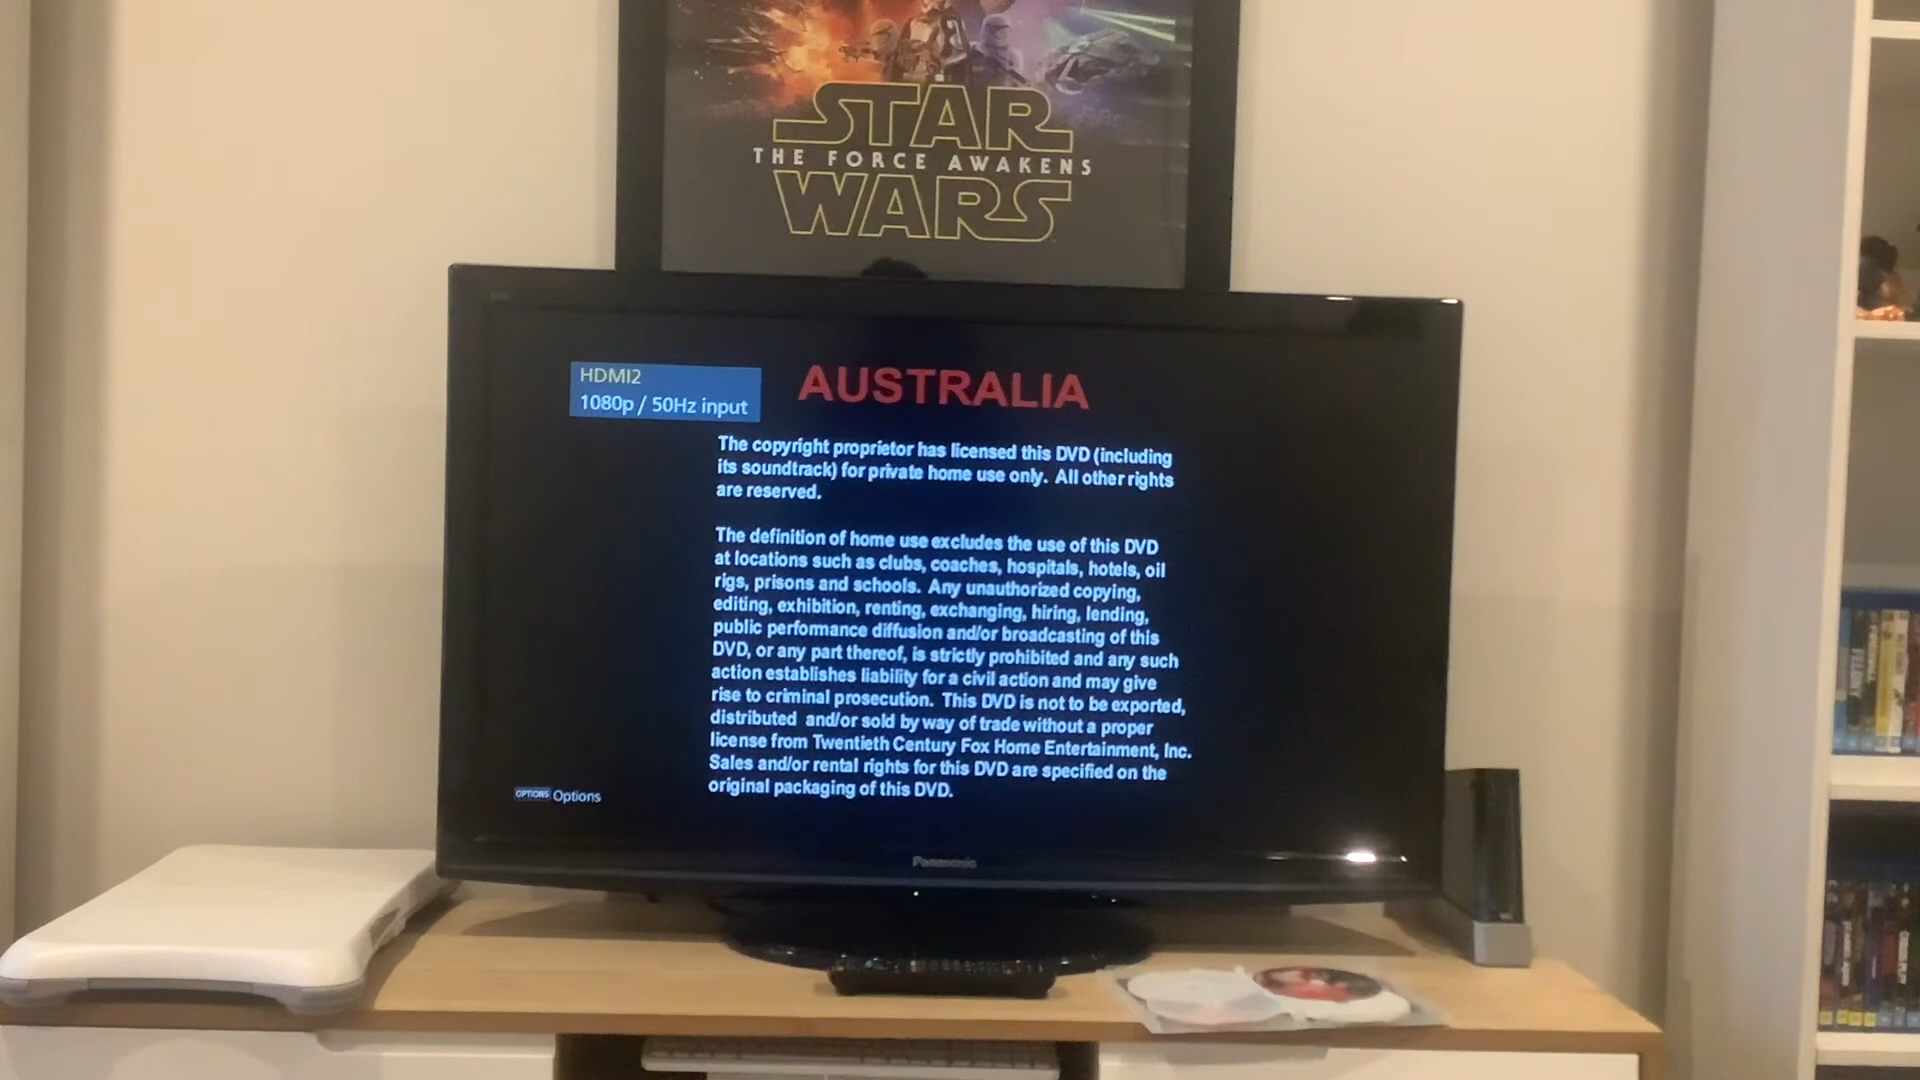 STAR
THE FORCE AWAKENS
WARS
HDMI2
1080p / 50Hz input
AUSTRALIA
The copyright proprietor has licensed this DVD (including
its soundtrack) for private home use only. All other rights
are reserved.
The definition of home use excludes the use of this DVD
at locations such as clubs, coaches, hospitals, hotels, oil
rigs, prisons and schools. Any unauthorized copying,
editing, exhibition, renting, exchanging, hiring, lending,
public performance diffusion and/or broadcasting of this
DVD, or any part thereof, is strictly prohibited and any such
action establishes liability for a civil action and may give
rise to criminal prosecution. This DVD is not to be exported,
distributed and/or sold by way of trade without a proper
license from Twentieth Century Fox Home Entertainment, Inc.
Sales and/or rental rights for this DVD are specified on the
original packaging of this DVD.
OPTIONS Options
Panasonic